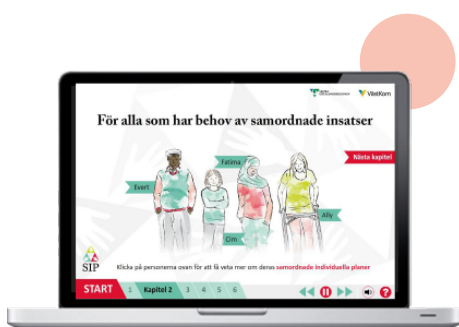 VästKom
För alla som har behov av samordnade insatser
Nästa kapitel
Fatima
Evert
Ally
Elm
SIP
Klicka på personerna ovan för att få veta mer om deras samordnade individuella planer
START 1 Kapitel 2 3 4 5 6
?